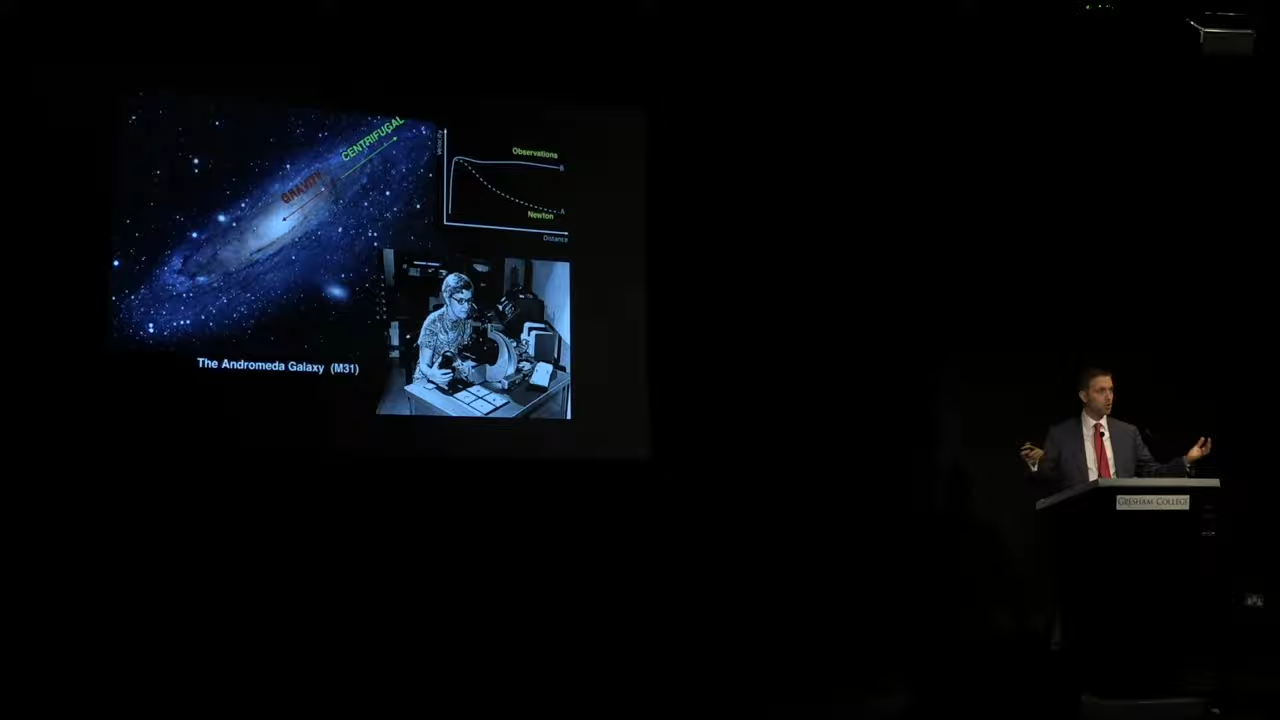 CENTRIFUGAL
GRAVITY
Velocity
Observations
B
A
Newton
Distance
The Andromeda Galaxy (M31)
GRESHAM COLLEGE